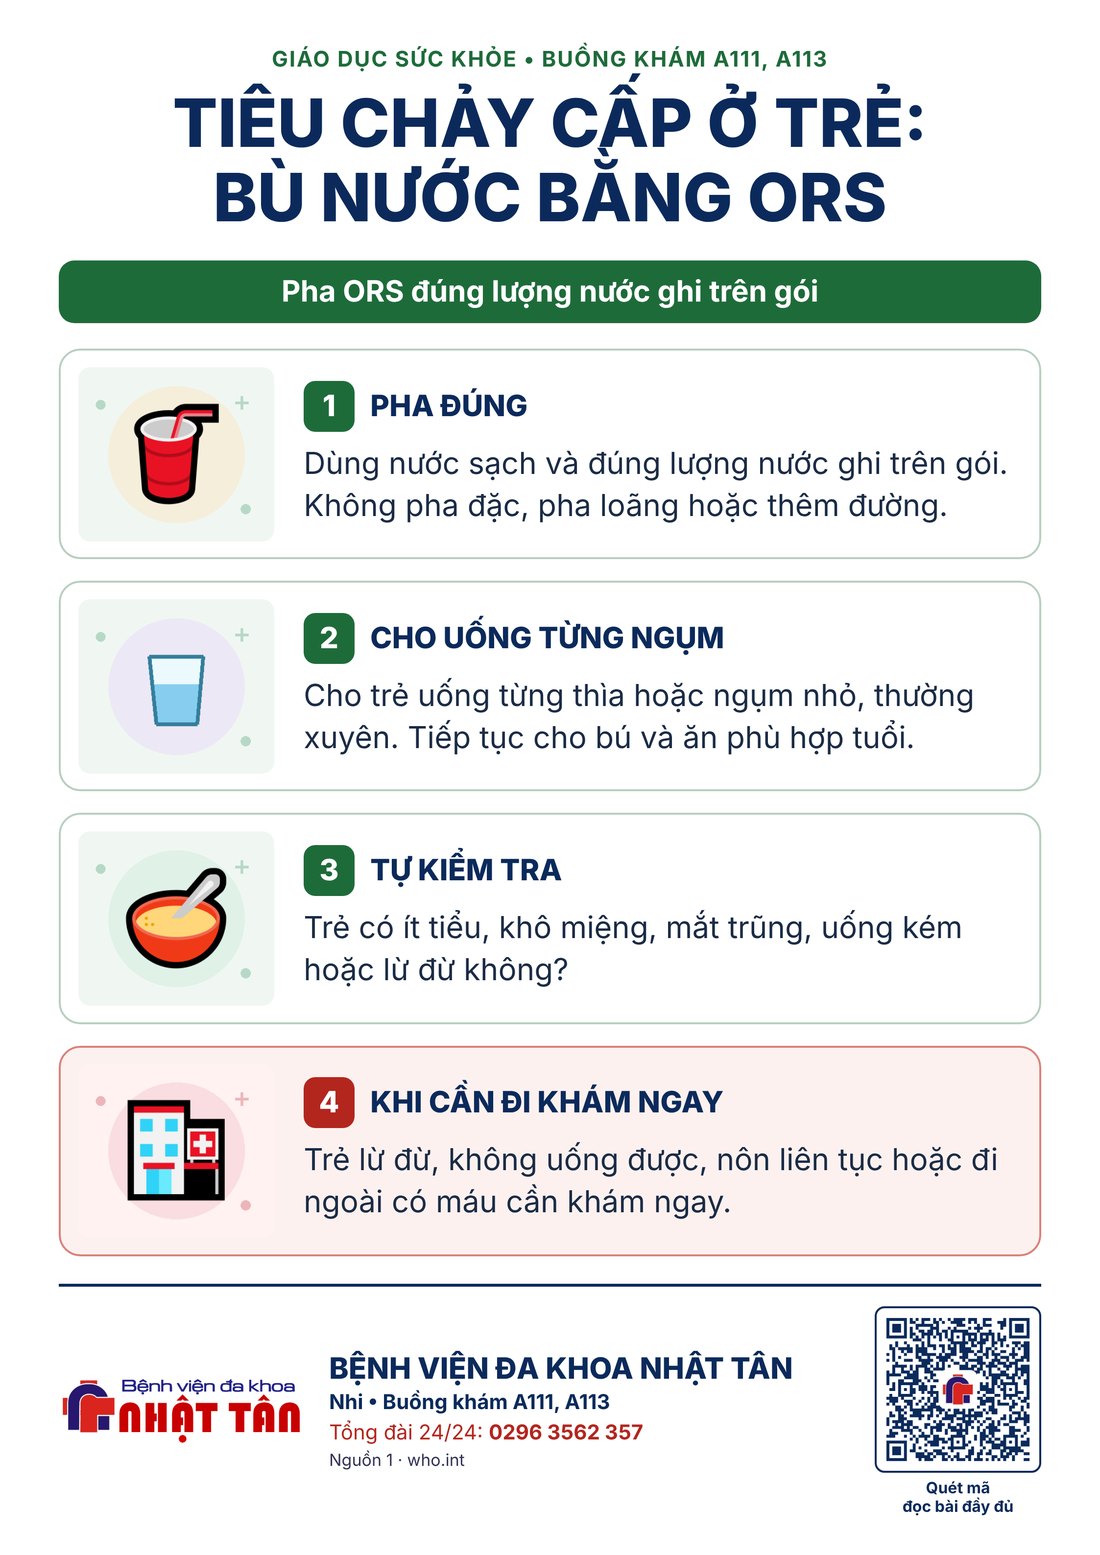 GIÁO DỤC SỨC KHỎE • BUỒNG KHÁM A111, A113
TIÊU CHẢY CẤP Ở TRẺ:
BÙ NƯỚC BẰNG ORS
Pha ORS đúng lượng nước ghi trên gói
1 PHA ĐÚNG
Dùng nước sạch và đúng lượng nước ghi trên gói.
Không pha đặc, pha loãng hoặc thêm đường.
2 CHO UỐNG TỪNG NGỤM
Cho trẻ uống từng thìa hoặc ngụm nhỏ, thường
xuyên. Tiếp tục cho bú và ăn phù hợp tuổi.
3 TỰ KIỂM TRA
Trẻ có ít tiểu, khô miệng, mắt trũng, uống kém
hoặc lừ đừ không?
4 KHI CẦN ĐI KHÁM NGAY
Trẻ lừ đừ, không uống được, nôn liên tục hoặc đi
ngoài có máu cần khám ngay.
Bệnh viện đa khoa
NHẬT TÂN
BỆNH VIỆN ĐA KHOA NHẬT TÂN
Nhi • Buồng khám A111, A113
Tổng đài 24/24: 0296 3562 357
Nguồn 1 · who.int
Quét mã
đọc bài đầy đủ